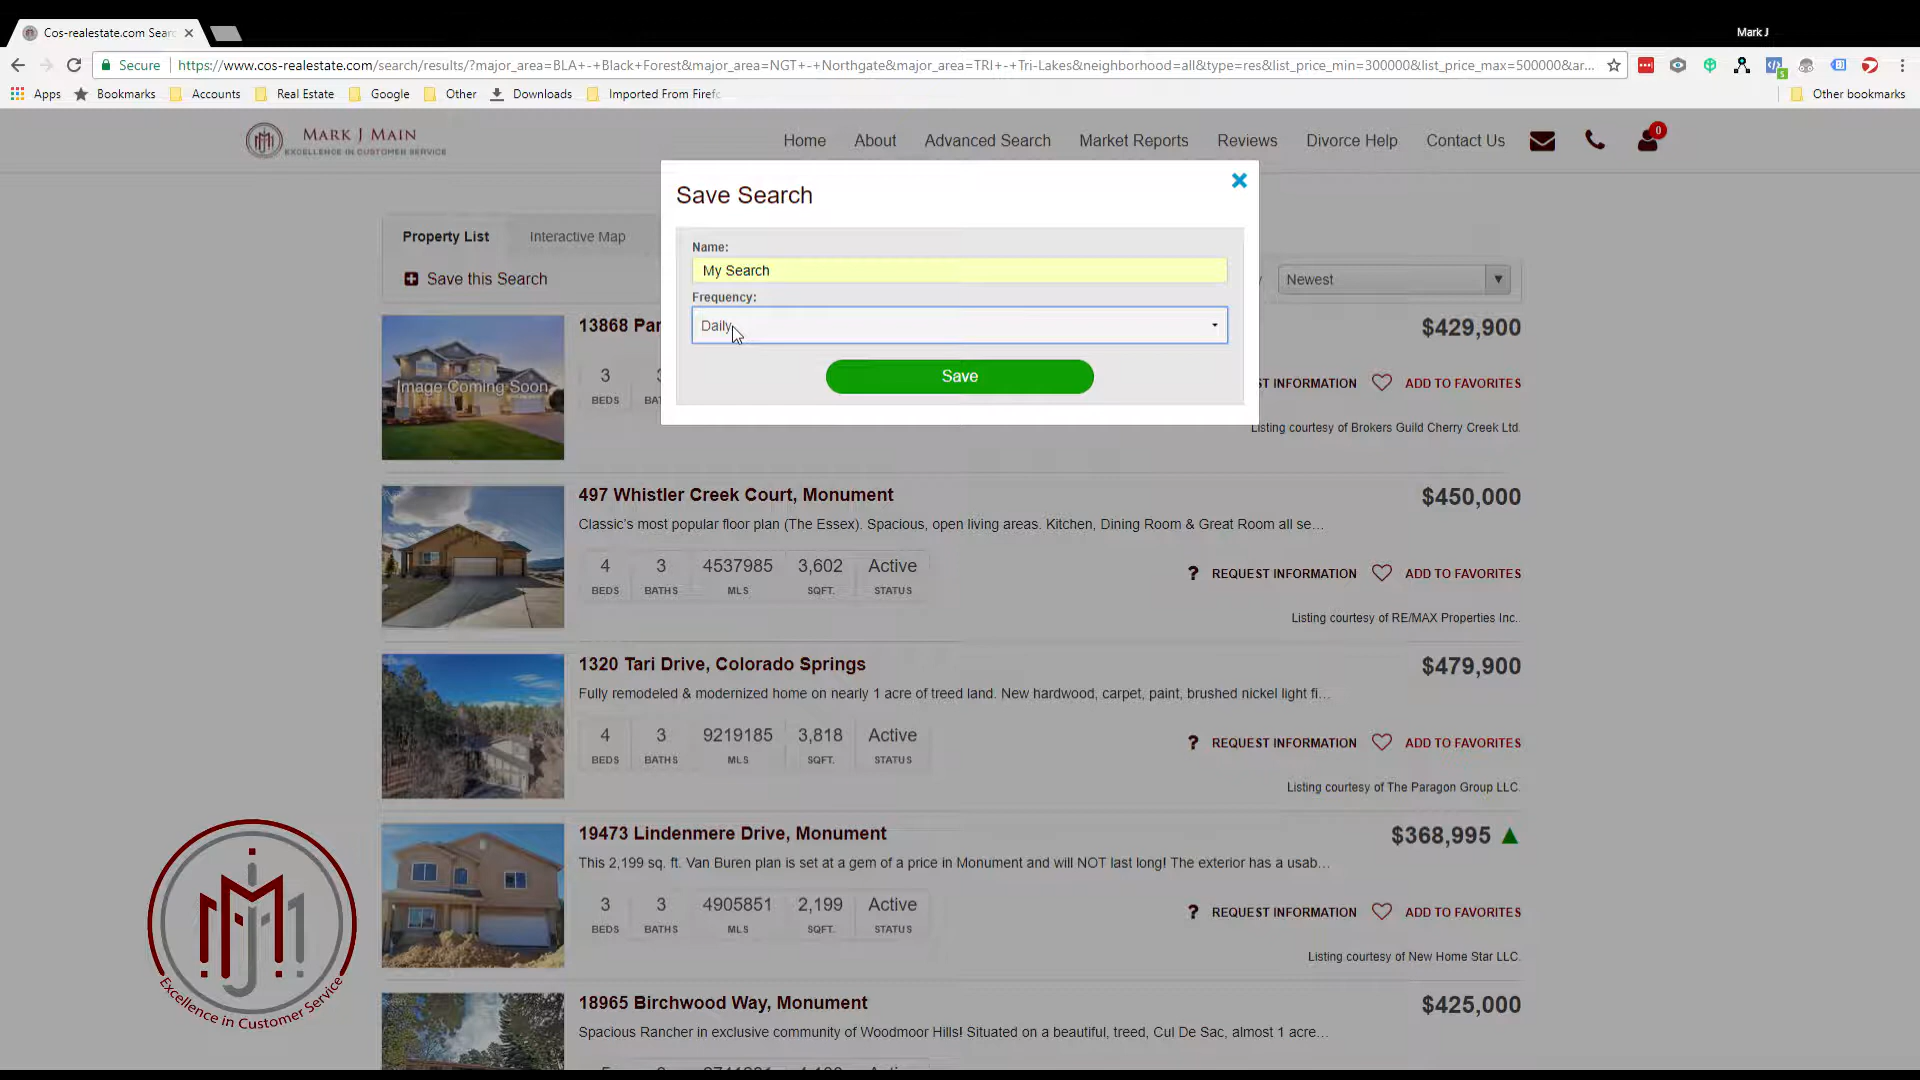 Mark J
Cos-realestate.com Sear
Secure https://www.cos-realestate.com/search/results/?major_area=BLA+-+Black+Forest&major_area=NGT+-+Northgate&major_area=TRI+-+Tri-Lakes&neighborhood=all&type=res&list_price_min=300000&list_price_max=500000&ar...
Apps Bookmarks Accounts Real Estate Google Other Downloads Imported From Firefo Other bookmarks
MARK J MAIN
EXCELLENCE IN CUSTOMER SERVICE
Home About Advanced Search Market Reports Reviews Divorce Help Contact Us 0
Save Search
Property List Interactive Map
Name:
My Search
Save this Search
Newest
Frequency:
Daily
13868 Par
$429,900
Image Coming Soon
3
BEDS
Save
REQUEST INFORMATION ADD TO FAVORITES
Listing courtesy of Brokers Guild Cherry Creek Ltd.
497 Whistler Creek Court, Monument $450,000
Classic's most popular floor plan (The Essex). Spacious, open living areas. Kitchen, Dining Room & Great Room all se...
4 3 4537985 3,602 Active
BEDS BATHS MLS SQFT. STATUS
? REQUEST INFORMATION ADD TO FAVORITES
Listing courtesy of RE/MAX Properties Inc..
1320 Tari Drive, Colorado Springs $479,900
Fully remodeled & modernized home on nearly 1 acre of treed land. New hardwood, carpet, paint, brushed nickel light fi...
4 3 9219185 3,818 Active
BEDS BATHS MLS SQFT. STATUS
? REQUEST INFORMATION ADD TO FAVORITES
Listing courtesy of The Paragon Group LLC.
19473 Lindenmere Drive, Monument $368,995
This 2,199 sq. ft. Van Buren plan is set at a gem of a price in Monument and will NOT last long! The exterior has a usab...
3 3 4905851 2,199 Active
BEDS BATHS MLS SQFT. STATUS
? REQUEST INFORMATION ADD TO FAVORITES
Listing courtesy of New Home Star LLC.
Excellence in Customer Service
18965 Birchwood Way, Monument $425,000
Spacious Rancher in exclusive community of Woodmoor Hills! Situated on a beautiful, treed, Cul De Sac, almost 1 acre...